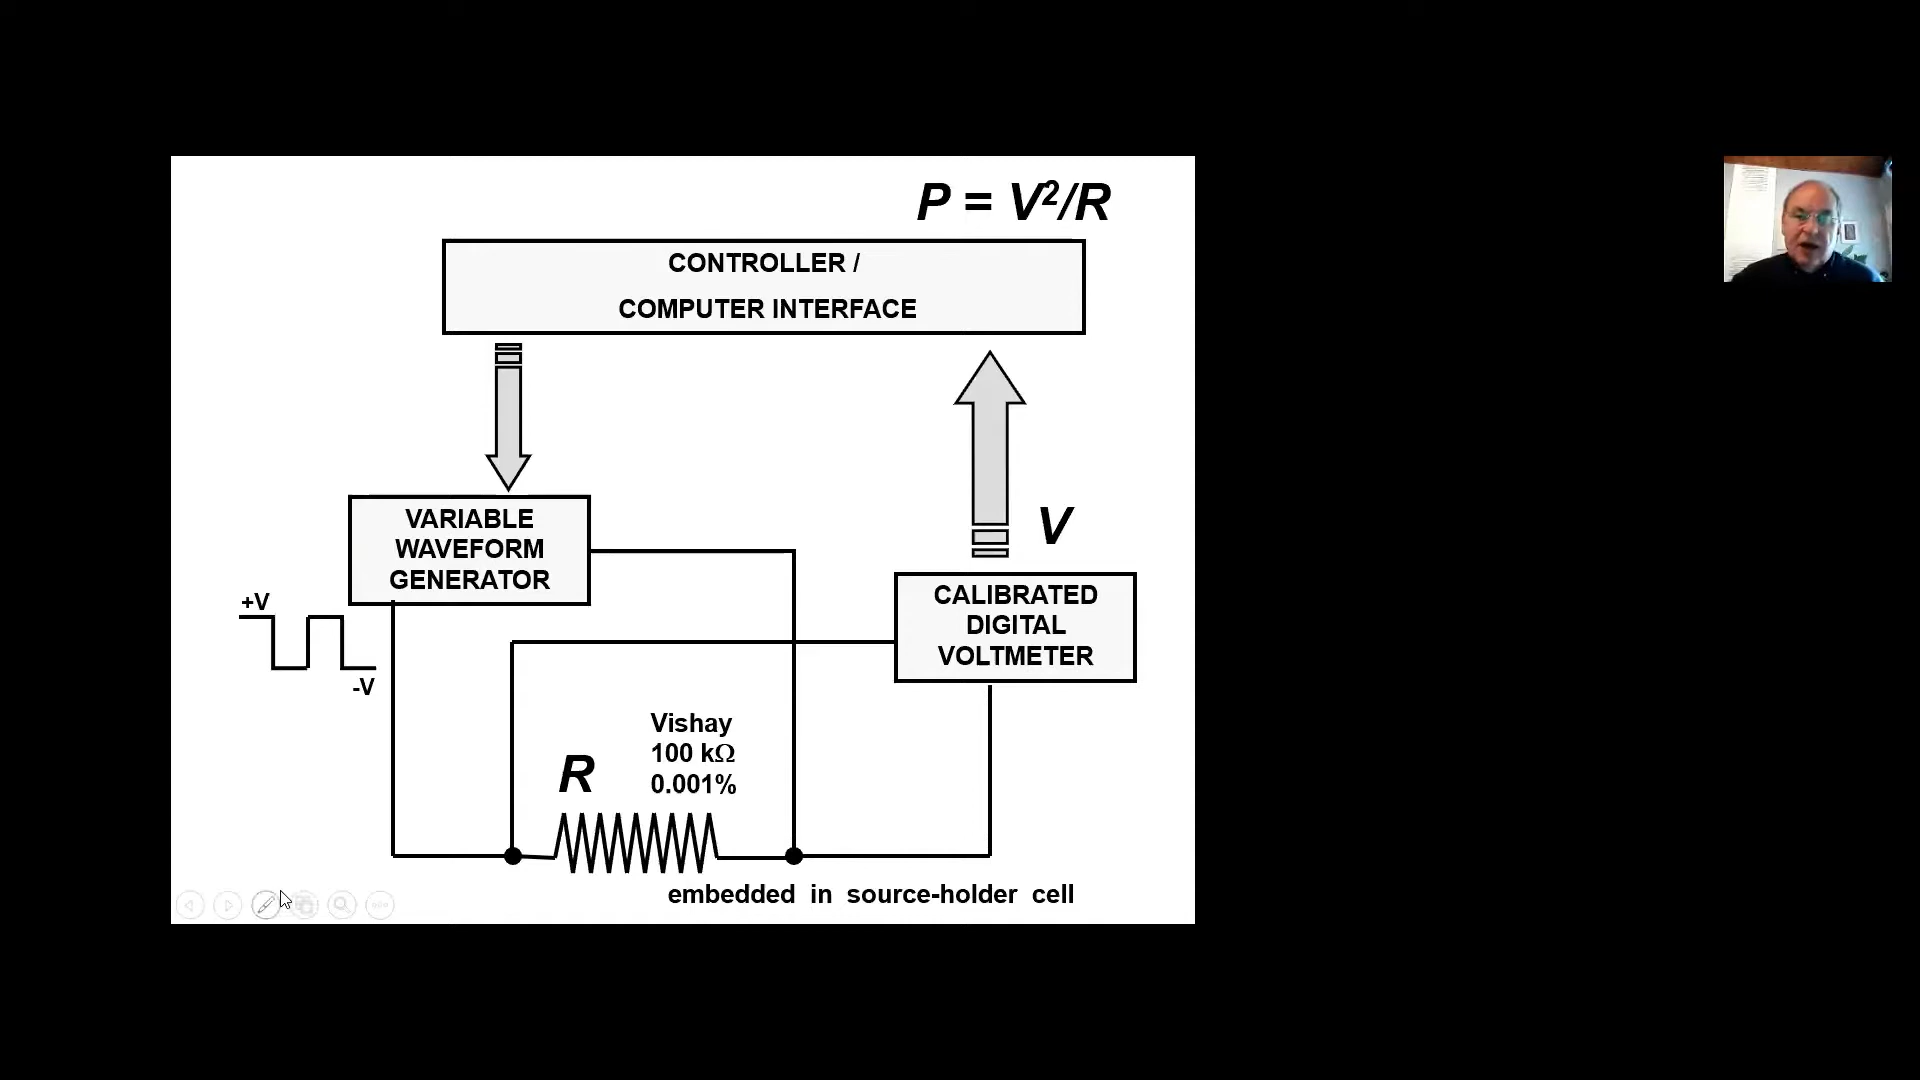 P = V²/R
CONTROLLER /
COMPUTER INTERFACE
V
VARIABLE
WAVEFORM
GENERATOR
CALIBRATED
DIGITAL
VOLTMETER
+V
-V
Vishay
100 kΩ
0.001%
R
embedded in source-holder cell